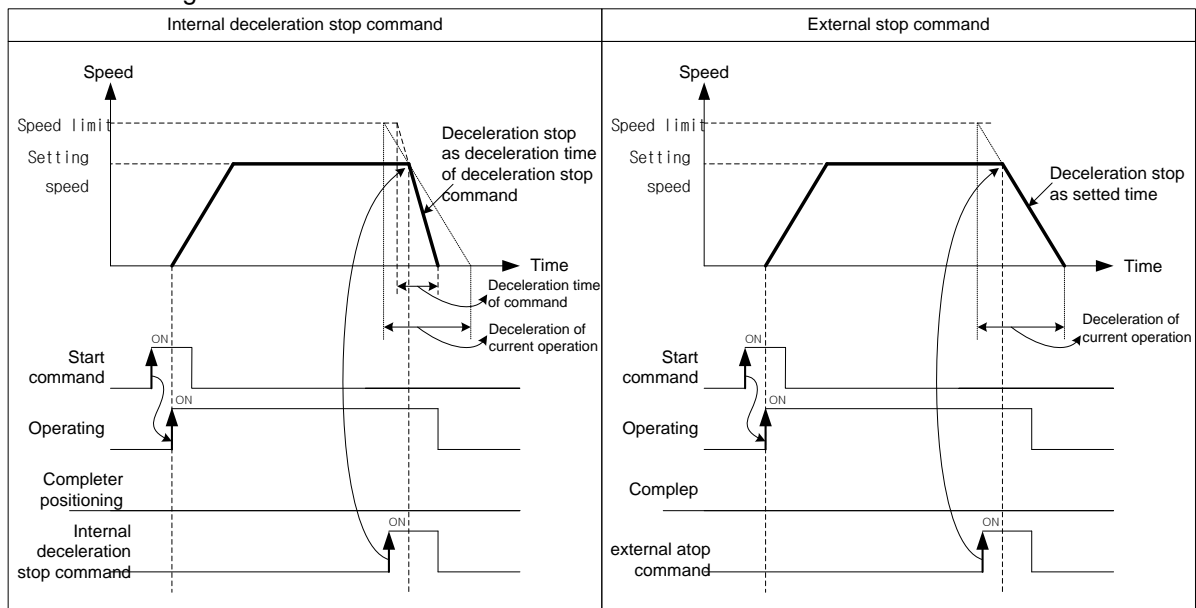 Internal deceleration stop command
External stop command
Speed
Speed limit
Setting
speed
Deceleration stop
as deceleration time
of deceleration stop
command
Time
Deceleration time
of command
Deceleration of
current operation
ON
Start
command
ON
Operating
Completer
positioning
ON
Internal
deceleration
stop command
Speed
Speed limit
Setting
speed
Deceleration stop
as setted time
Time
Deceleration of
current operation
ON
Start
command
ON
Operating
Complep
ON
external atop
command